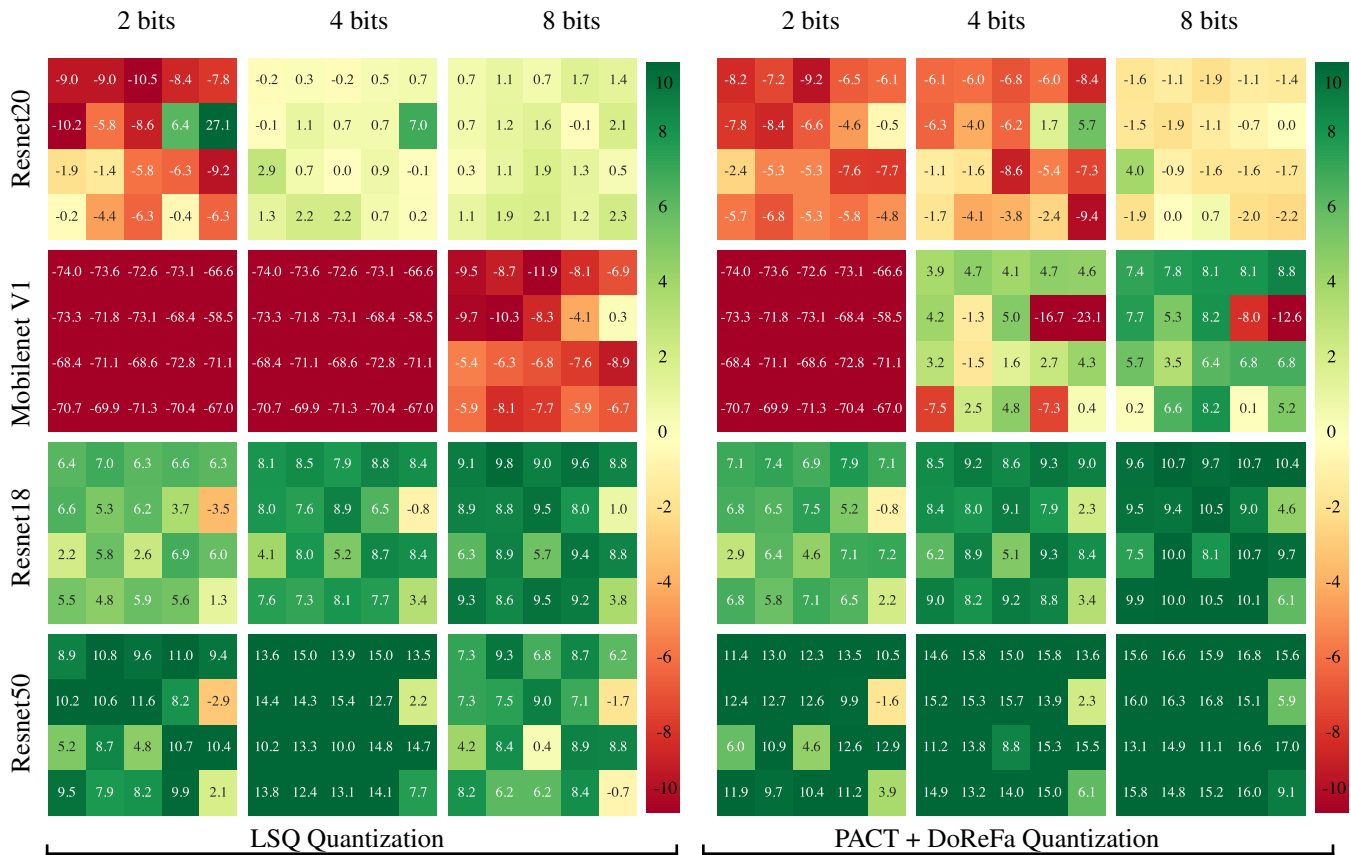 2 bits 4 bits 8 bits 2 bits 4 bits 8 bits
Resnet20
-9.0 -9.0 -10.5 -8.4 -7.8 -0.2 0.3 -0.2 0.5 0.7 0.7 1.1 0.7 1.7 1.4 10 -8.2 -7.2 -9.2 -6.5 -6.1 -6.1 -6.0 -6.8 -6.0 -8.4 -1.6 -1.1 -1.9 -1.1 -1.4 10
-10.2 -5.8 -8.6 6.4 27.1 -0.1 1.1 0.7 0.7 7.0 0.7 1.2 1.6 -0.1 2.1 8 -7.8 -8.4 -6.6 -4.6 -0.5 -6.3 -4.0 -6.2 1.7 5.7 -1.5 -1.9 -1.1 -0.7 0.0 8
-1.9 -1.4 -5.8 -6.3 -9.2 2.9 0.7 0.0 0.9 -0.1 0.3 1.1 1.9 1.3 0.5 -2.4 -5.3 -5.3 -7.6 -7.7 -1.1 -1.6 -8.6 -5.4 -7.3 4.0 -0.9 -1.6 -1.6 -1.7
-0.2 -4.4 -6.3 -0.4 -6.3 1.3 2.2 2.2 0.7 0.2 1.1 1.9 2.1 1.2 2.3 6 -5.7 -6.8 -5.3 -5.8 -4.8 -1.7 -4.1 -3.8 -2.4 -9.4 -1.9 0.0 0.7 -2.0 -2.2 6
Mobilenet V1
-74.0 -73.6 -72.6 -73.1 -66.6 -74.0 -73.6 -72.6 -73.1 -66.6 -9.5 -8.7 -11.9 -8.1 -6.9 4 -74.0 -73.6 -72.6 -73.1 -66.6 3.9 4.7 4.1 4.7 4.6 7.4 7.8 8.1 8.1 8.8 4
-73.3 -71.8 -73.1 -68.4 -58.5 -73.3 -71.8 -73.1 -68.4 -58.5 -9.7 -10.3 -8.3 -4.1 0.3 -73.3 -71.8 -73.1 -68.4 -58.5 4.2 -1.3 5.0 -16.7 -23.1 7.7 5.3 8.2 -8.0 -12.6
-68.4 -71.1 -68.6 -72.8 -71.1 -68.4 -71.1 -68.6 -72.8 -71.1 -5.4 -6.3 -6.8 -7.6 -8.9 2 -68.4 -71.1 -68.6 -72.8 -71.1 3.2 -1.5 1.6 2.7 4.3 5.7 3.5 6.4 6.8 6.8 2
-70.7 -69.9 -71.3 -70.4 -67.0 -70.7 -69.9 -71.3 -70.4 -67.0 -5.9 -8.1 -7.7 -5.9 -6.7 0 -70.7 -69.9 -71.3 -70.4 -67.0 -7.5 2.5 4.8 -7.3 0.4 0.2 6.6 8.2 0.1 5.2 0
Resnet18
6.4 7.0 6.3 6.6 6.3 8.1 8.5 7.9 8.8 8.4 9.1 9.8 9.0 9.6 8.8 7.1 7.4 6.9 7.9 7.1 8.5 9.2 8.6 9.3 9.0 9.6 10.7 9.7 10.7 10.4
6.6 5.3 6.2 3.7 -3.5 8.0 7.6 8.9 6.5 -0.8 8.9 8.8 9.5 8.0 1.0 -2 6.8 6.5 7.5 5.2 -0.8 8.4 8.0 9.1 7.9 2.3 9.5 9.4 10.5 9.0 4.6 -2
2.2 5.8 2.6 6.9 6.0 4.1 8.0 5.2 8.7 8.4 6.3 8.9 5.7 9.4 8.8 2.9 6.4 4.6 7.1 7.2 6.2 8.9 5.1 9.3 8.4 7.5 10.0 8.1 10.7 9.7
5.5 4.8 5.9 5.6 1.3 7.6 7.3 8.1 7.7 3.4 9.3 8.6 9.5 9.2 3.8 -4 6.8 5.8 7.1 6.5 2.2 9.0 8.2 9.2 8.8 3.4 9.9 10.0 10.5 10.1 6.1 -4
Resnet50
8.9 10.8 9.6 11.0 9.4 13.6 15.0 13.9 15.0 13.5 7.3 9.3 6.8 8.7 6.2 -6 11.4 13.0 12.3 13.5 10.5 14.6 15.8 15.0 15.8 13.6 15.6 16.6 15.9 16.8 15.6 -6
10.2 10.6 11.6 8.2 -2.9 14.4 14.3 15.4 12.7 2.2 7.3 7.5 9.0 7.1 -1.7 12.4 12.7 12.6 9.9 -1.6 15.2 15.3 15.7 13.9 2.3 16.0 16.3 16.8 15.1 5.9
5.2 8.7 4.8 10.7 10.4 10.2 13.3 10.0 14.8 14.7 4.2 8.4 0.4 8.9 8.8 -8 6.0 10.9 4.6 12.6 12.9 11.2 13.8 8.8 15.3 15.5 13.1 14.9 11.1 16.6 17.0 -8
9.5 7.9 8.2 9.9 2.1 13.8 12.4 13.1 14.1 7.7 8.2 6.2 6.2 8.4 -0.7 -10 11.9 9.7 10.4 11.2 3.9 14.9 13.2 14.0 15.0 6.1 15.8 14.8 15.2 16.0 9.1 -10
LSQ Quantization PACT + DoReFa Quantization